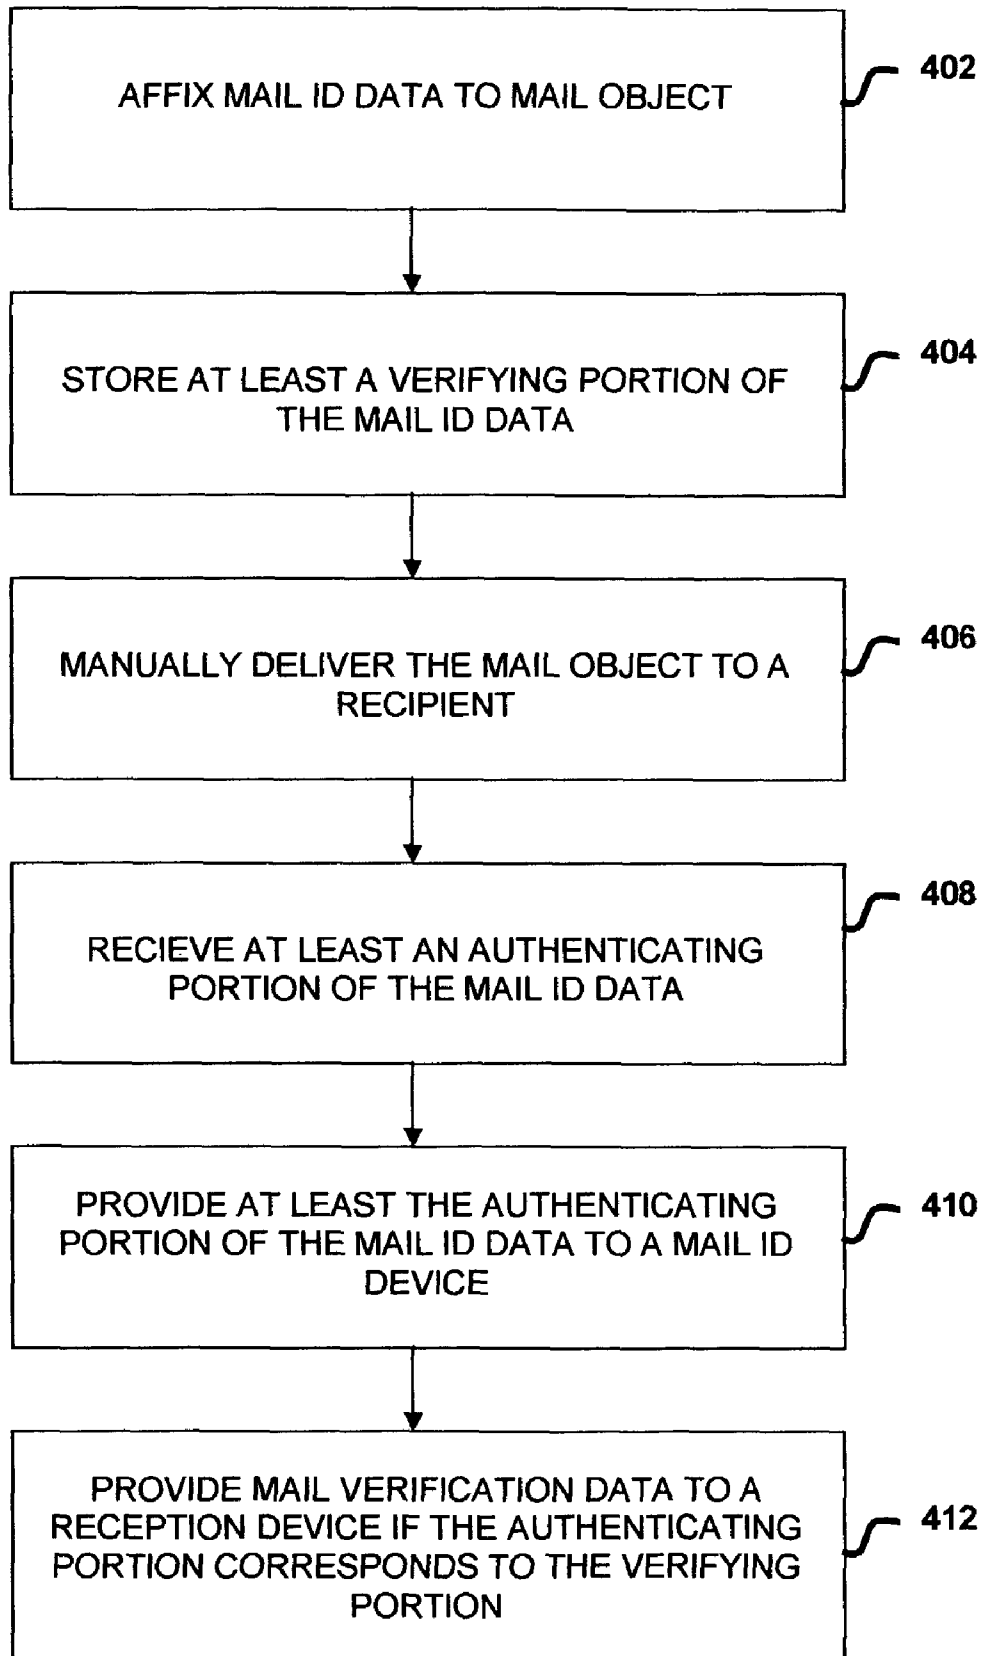 AFFIX MAIL ID DATA TO MAIL OBJECT
402
STORE AT LEAST A VERIFYING PORTION OF
THE MAIL ID DATA
404
MANUALLY DELIVER THE MAIL OBJECT TO A
RECIPIENT
406
RECIEVE AT LEAST AN AUTHENTICATING
PORTION OF THE MAIL ID DATA
408
PROVIDE AT LEAST THE AUTHENTICATING
PORTION OF THE MAIL ID DATA TO A MAIL ID
DEVICE
410
PROVIDE MAIL VERIFICATION DATA TO A
RECEPTION DEVICE IF THE AUTHENTICATING
PORTION CORRESPONDS TO THE VERIFYING
PORTION
412